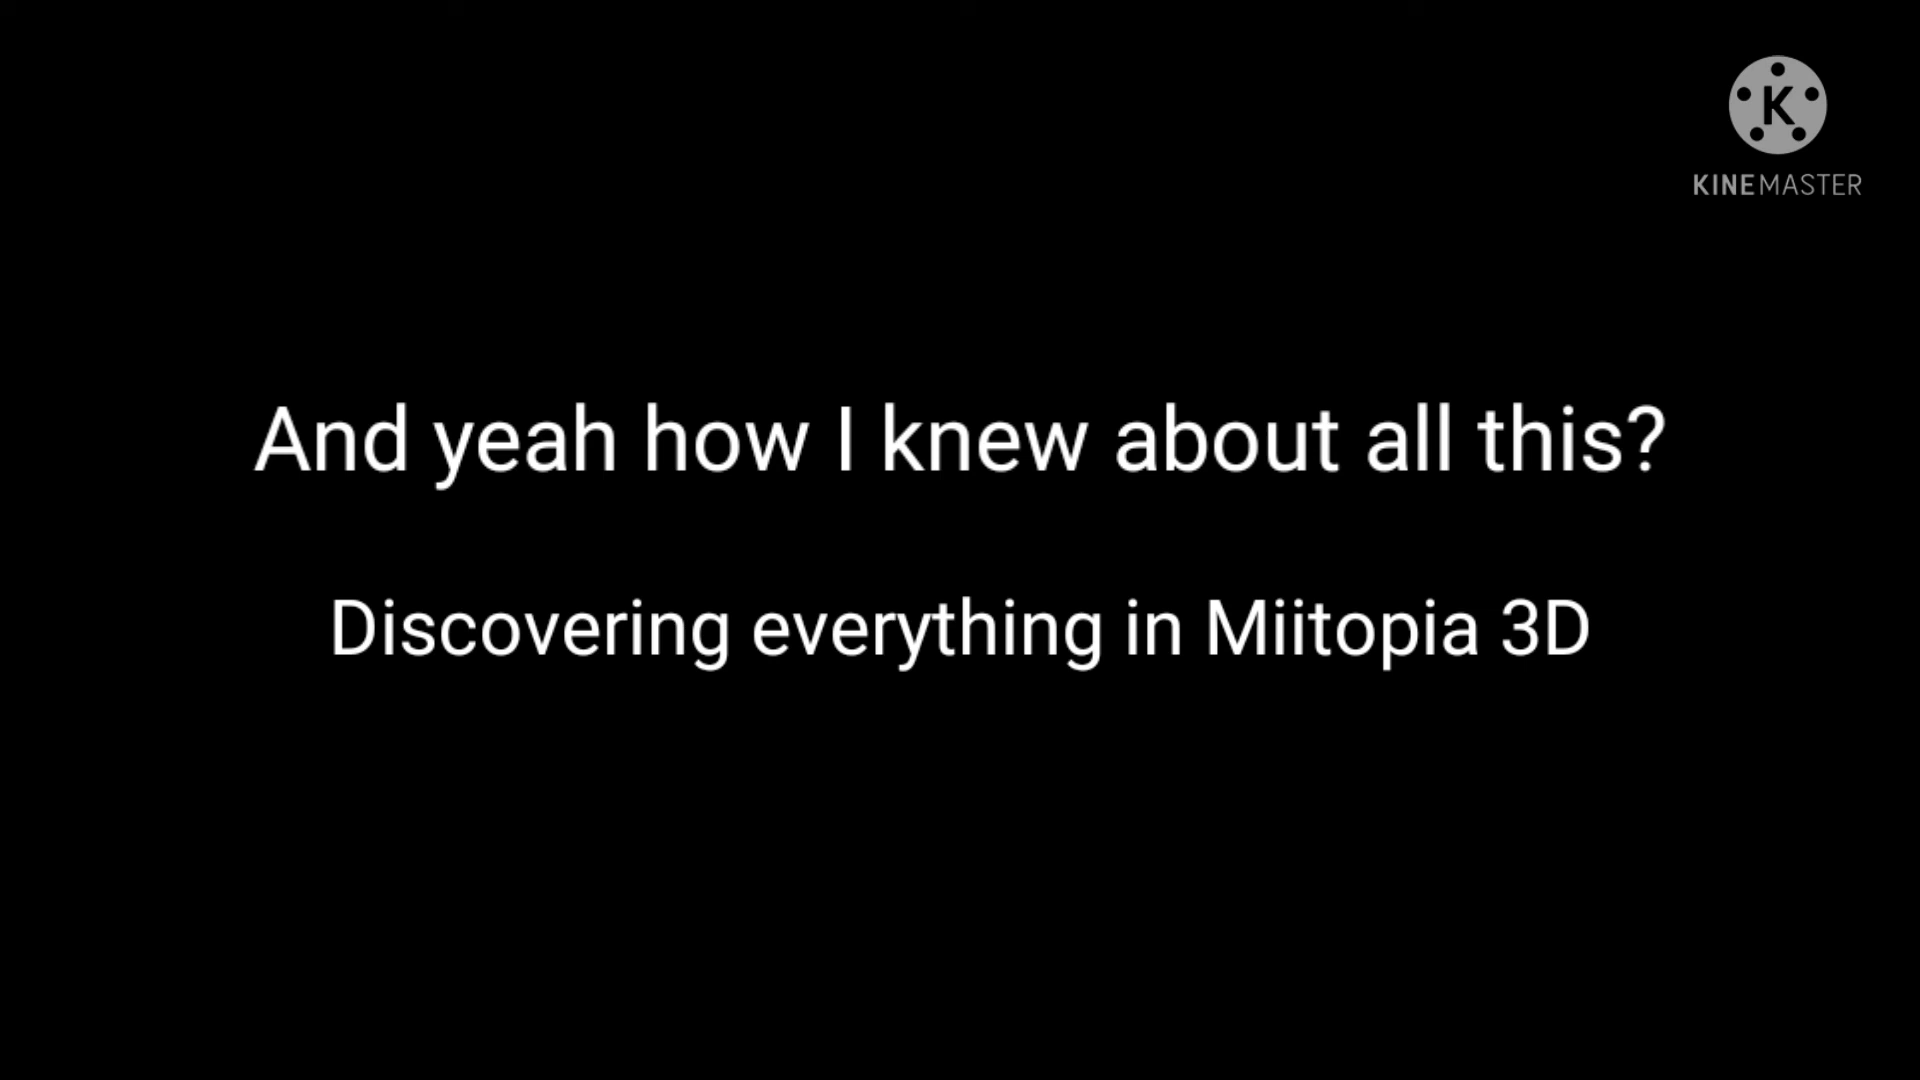 K
KINEMASTER
And yeah how I knew about all this?
Discovering everything in Miitopia 3D